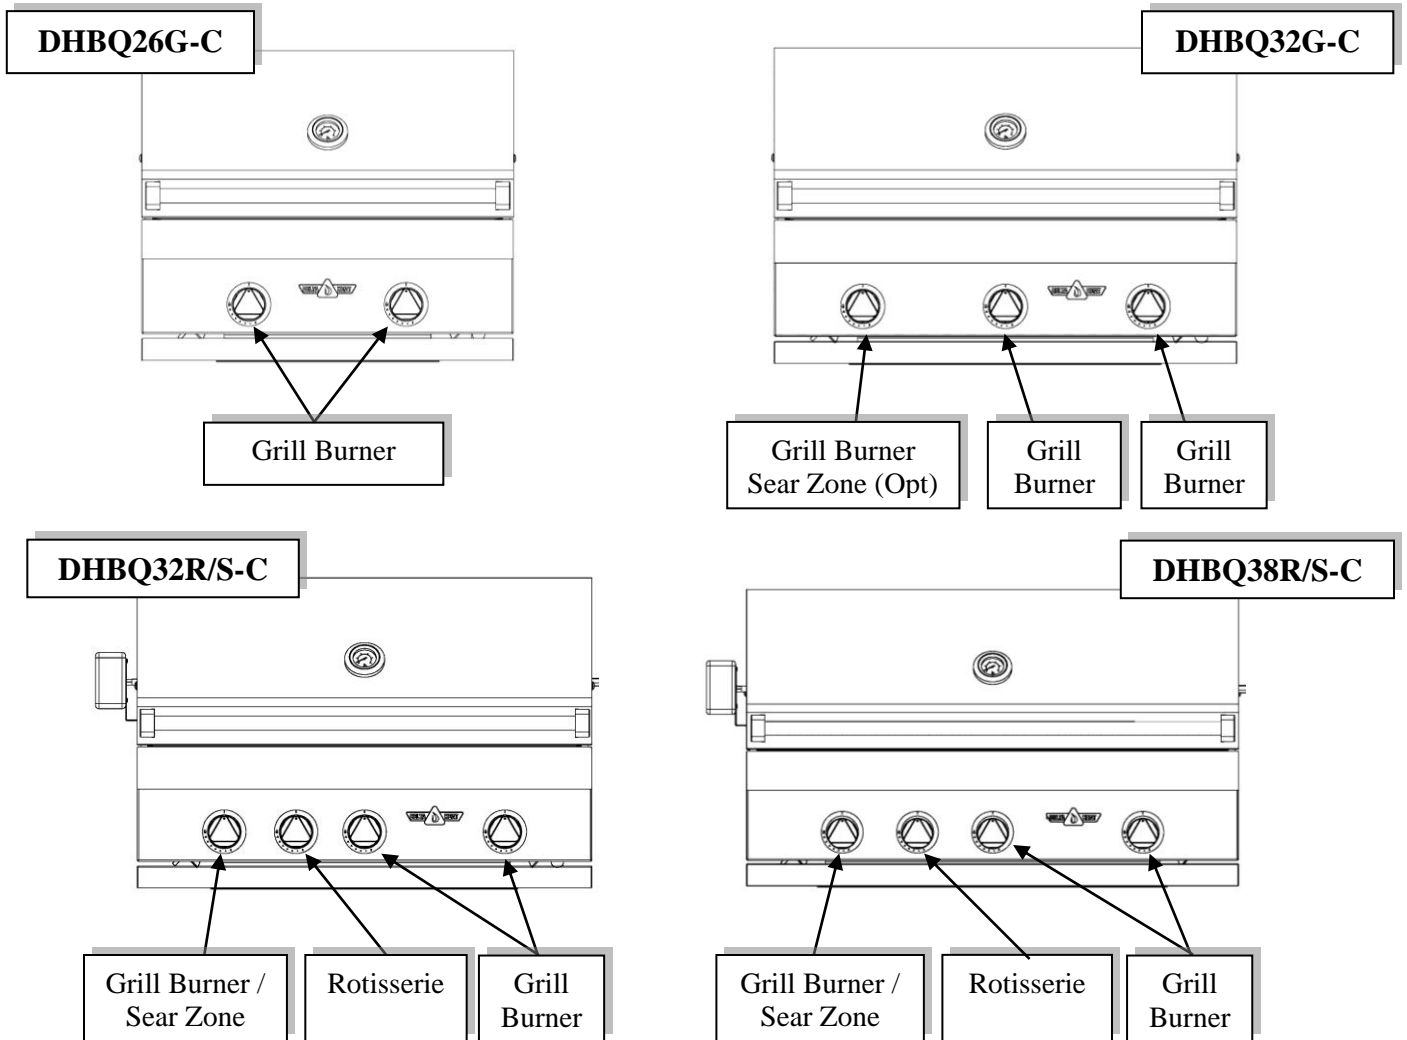 DHBQ26G-C
DHBQ32G-C
Grill Burner
Grill Burner
Sear Zone (Opt)
Grill
Burner
Grill
Burner
DHBQ32R/S-C
DHBQ38R/S-C
Grill Burner /
Sear Zone
Rotisserie
Grill
Burner
Grill Burner /
Sear Zone
Rotisserie
Grill
Burner